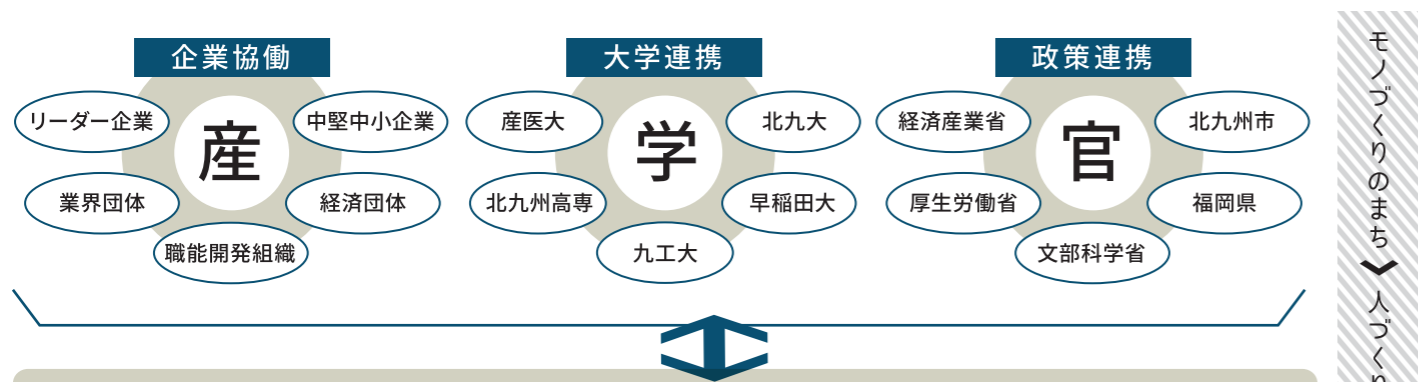 企業協働
産
リーダー企業
中堅中小企業
業界団体
経済団体
職能開発組織
大学連携
学
産医大
北九大
北九州高専
早稲田大
九工大
政策連携
官
経済産業省
北九州市
厚生労働省
福岡県
文部科学省
モノづくりのまち
人づくり